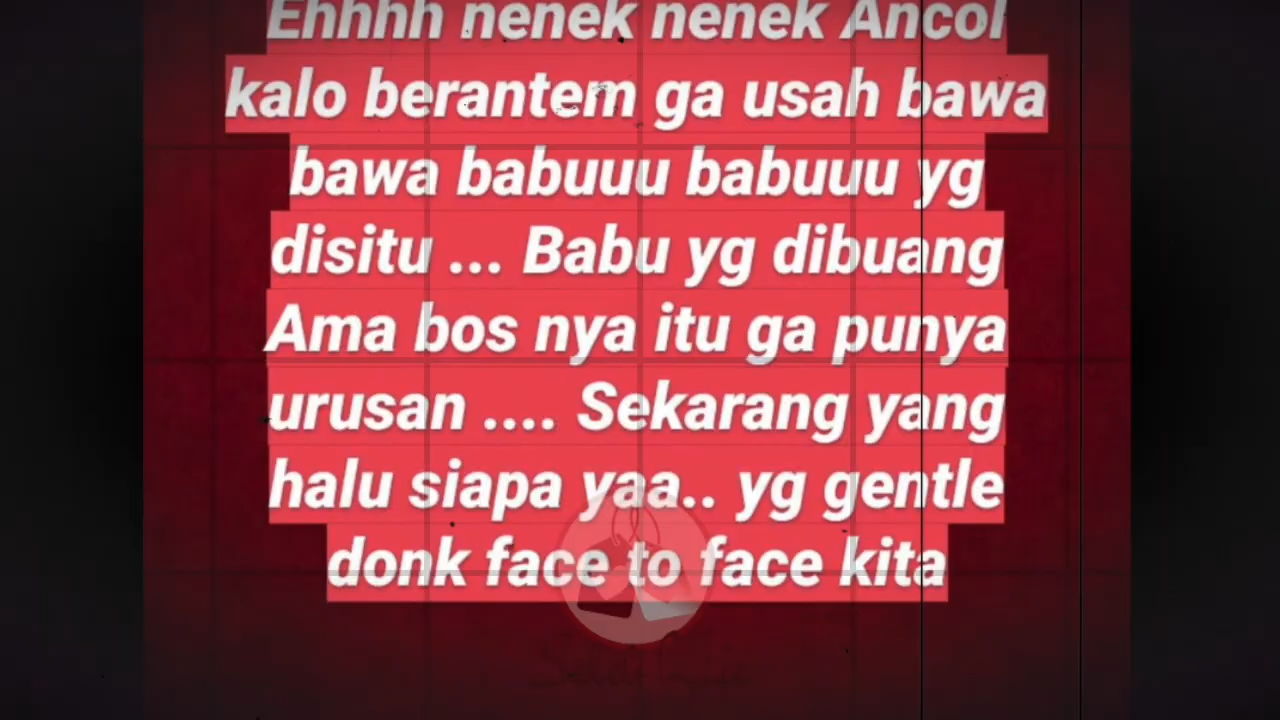 Ehhhh nenek nenek Ancol
kalo berantem ga usah bawa
bawa babuuu babuuu yg
disitu ... Babu yg dibuang
Ama bos nya itu ga punya
urusan .... Sekarang yang
halu siapa yaa.. yg gentle
donk face to face kita